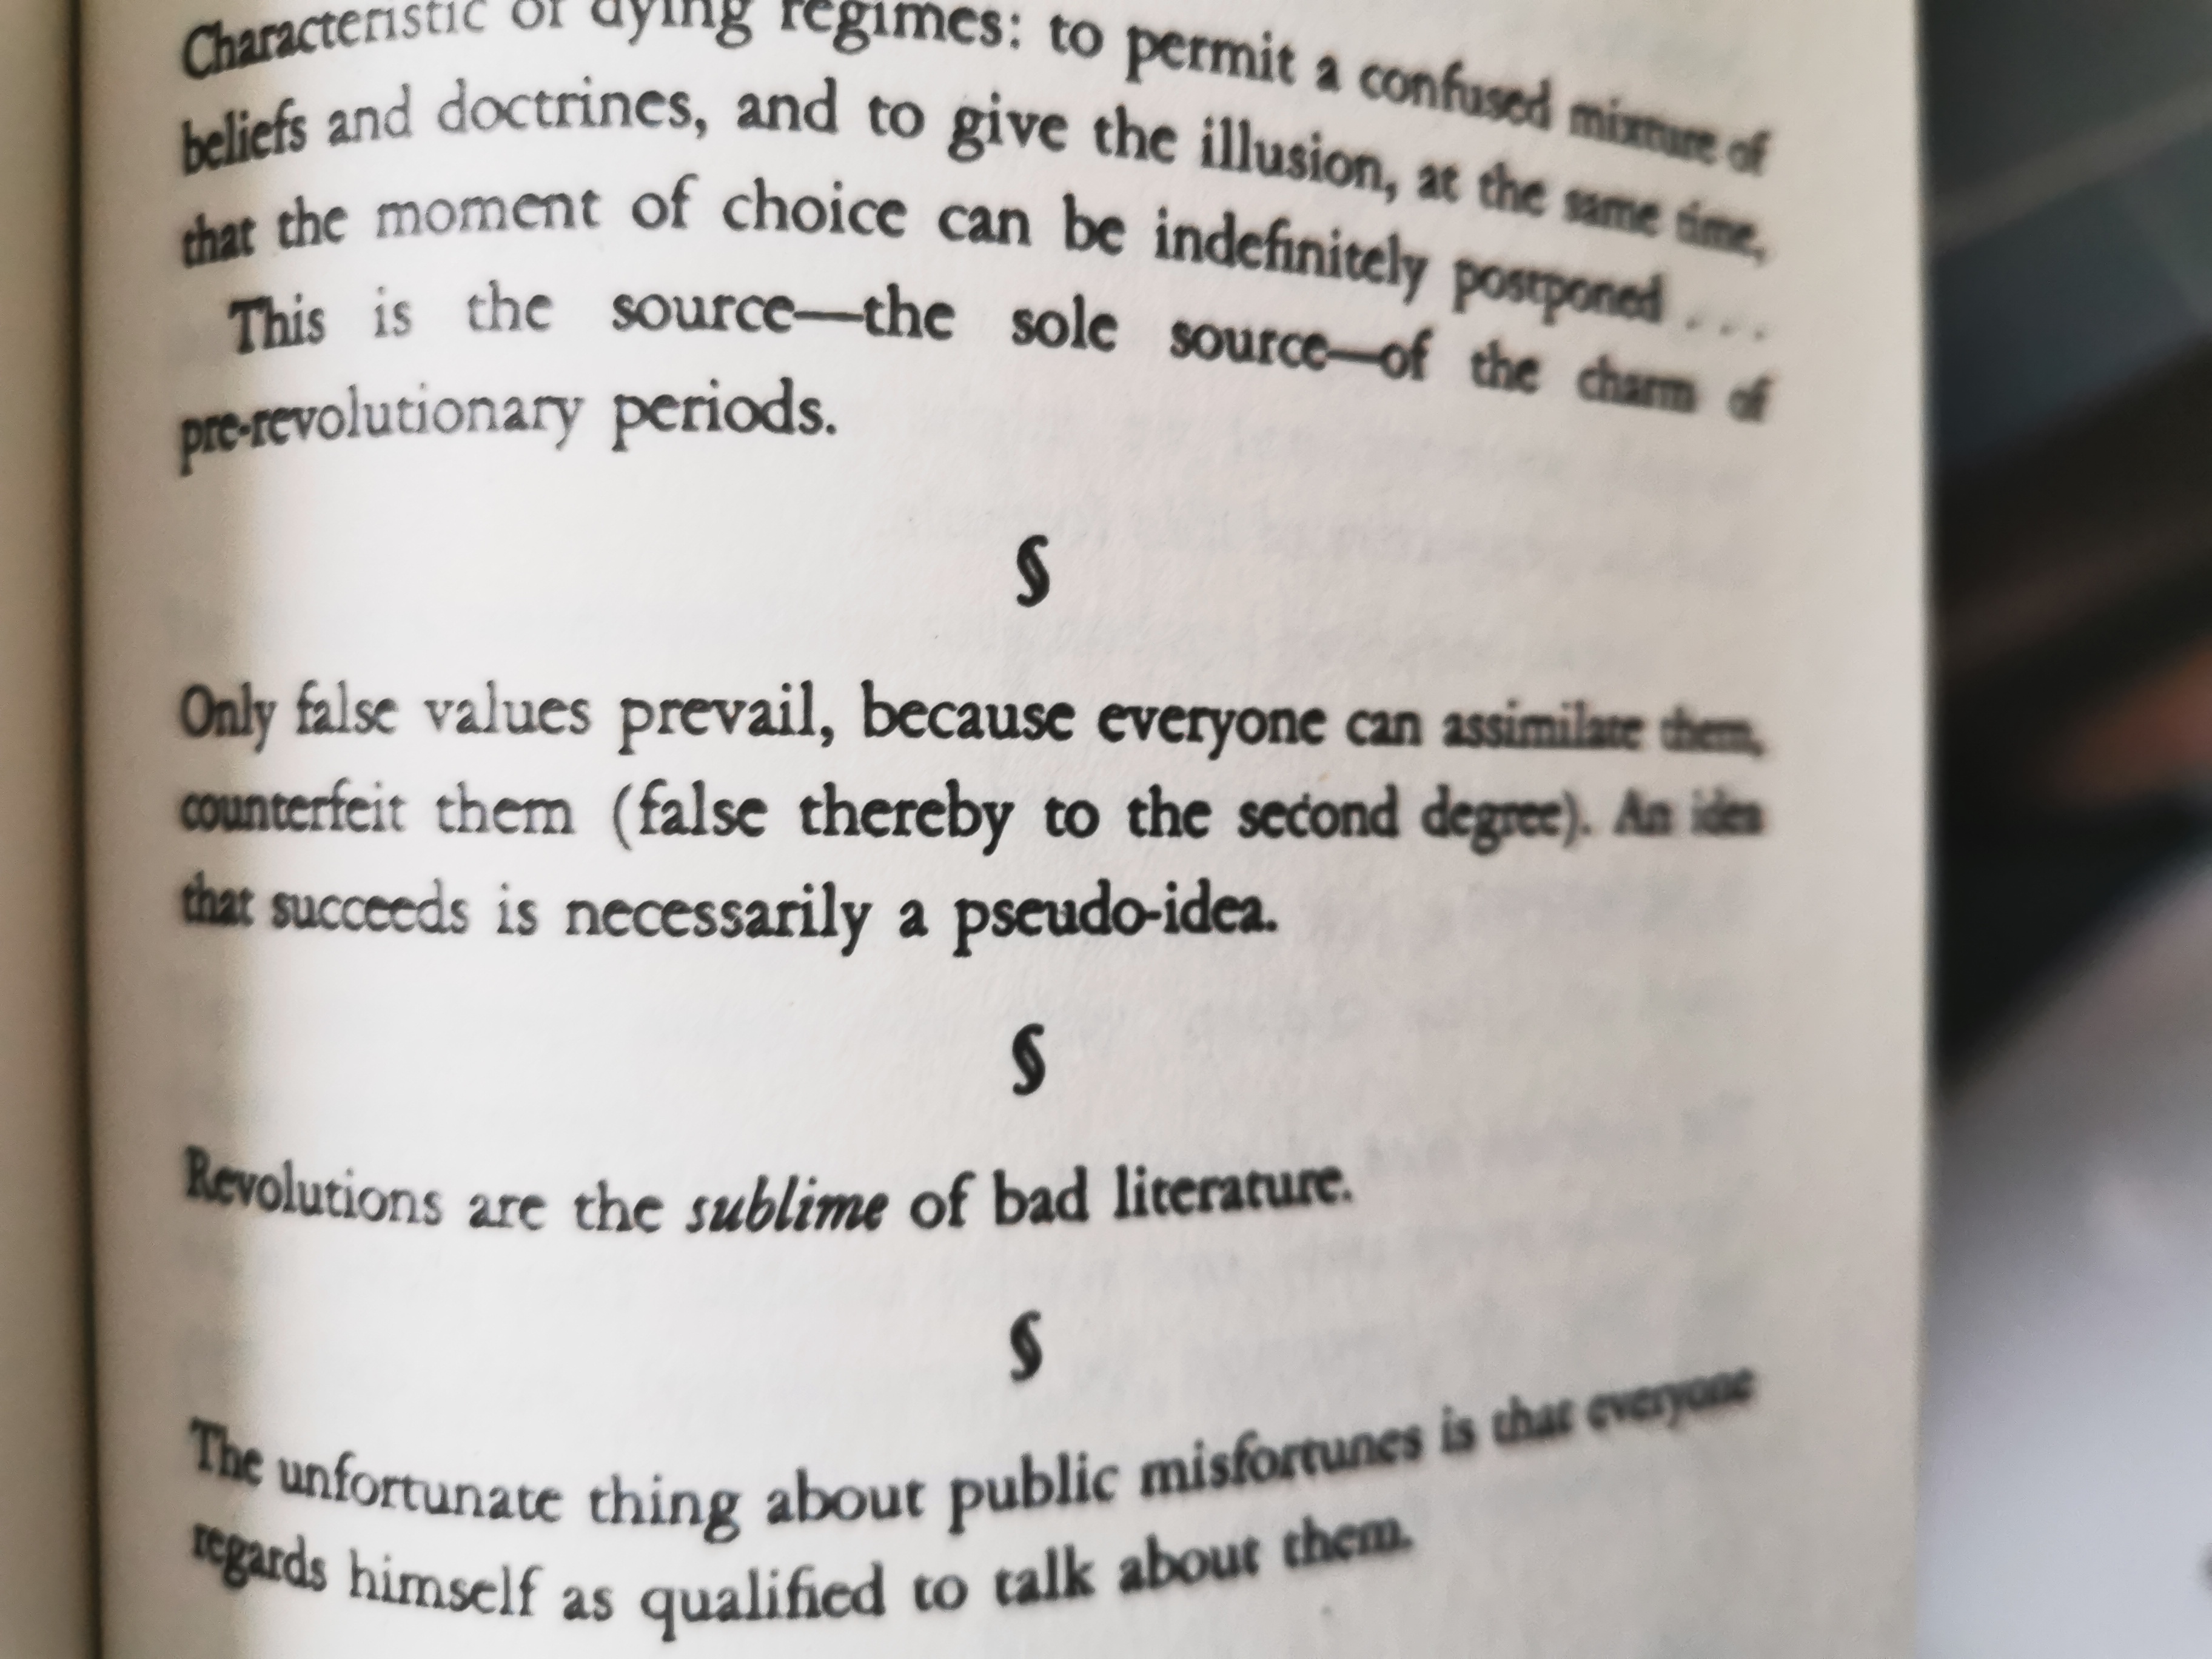 Characteristic of dying regimes: to permit a confused mixture of
beliefs and doctrines, and to give the illusion, at the same time,
that the moment of choice can be indefinitely postponed . . .
This is the source—the sole source—of the charm of
pre-revolutionary periods.
§
Only false values prevail, because everyone can assimilate them,
counterfeit them (false thereby to the second degree). An idea
that succeeds is necessarily a pseudo-idea.
§
Revolutions are the sublime of bad literature.
§
The unfortunate thing about public misfortunes is that everyone
regards himself as qualified to talk about them.